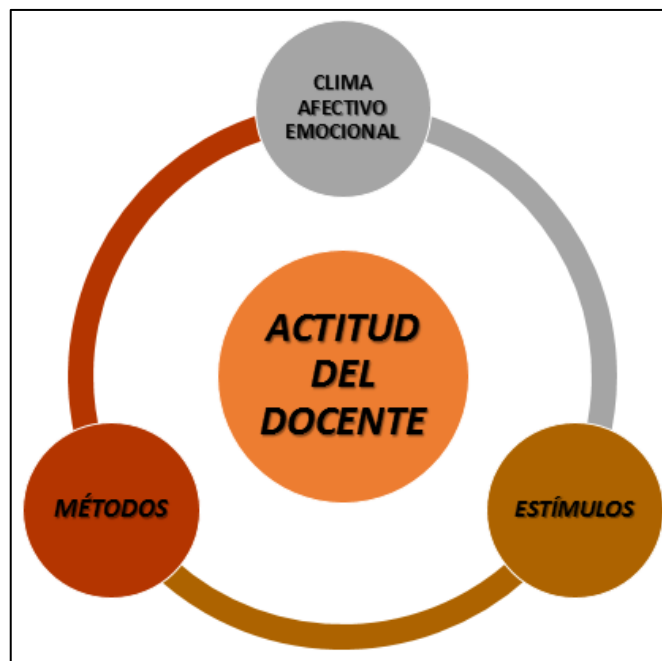 CLIMA
AFECTIVO
EMOCIONAL
ACTITUD
DEL
DOCENTE
MÉTODOS
ESTÍMULOS